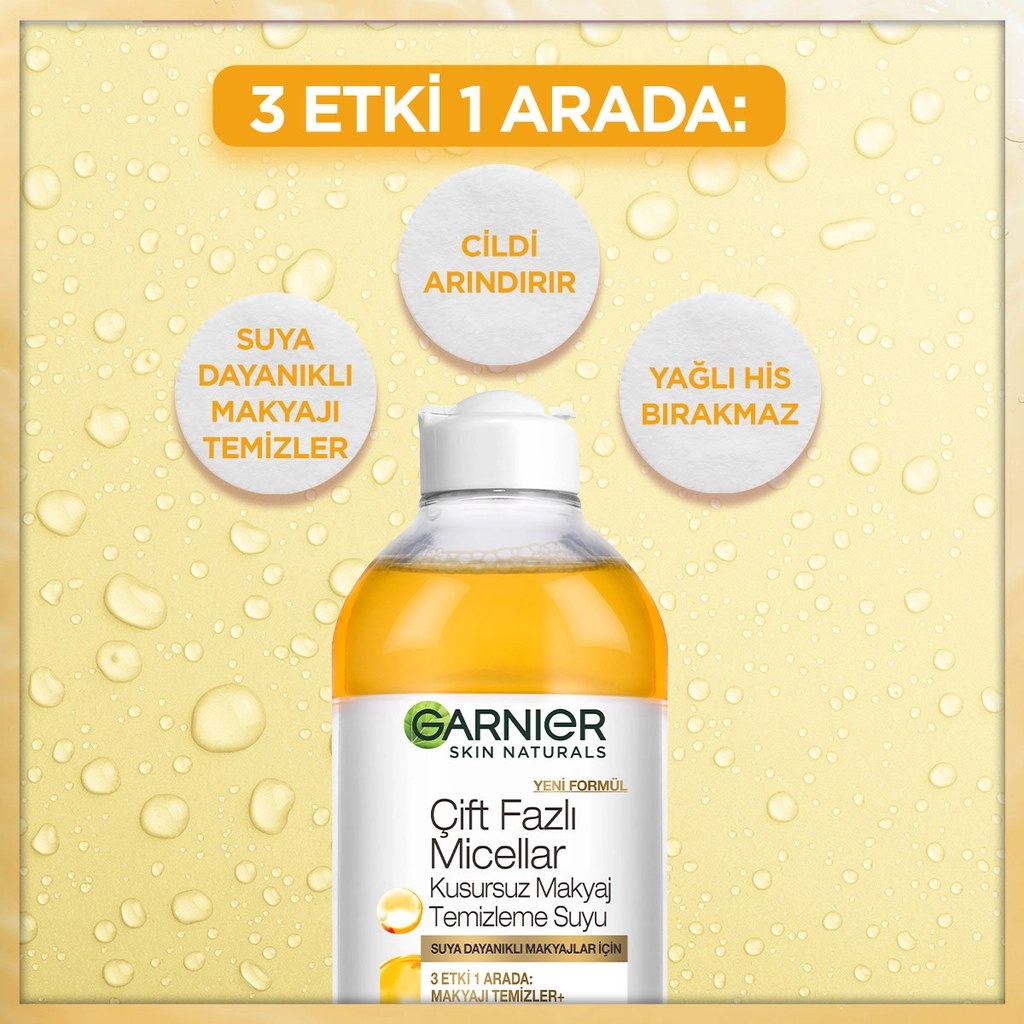 3 ETKİ 1 ARADA:
CİLDİ
ARINDIRIR
SUYA
DAYANIKLI
MAKYAJI
TEMİZLER
YAĞLI HİS
BIRAKMAZ
GARNIER
SKIN NATURALS
YENİ FORMÜL
Çift Fazlı
Micellar
Kusursuz Makyaj
Temizleme Suyu
SUYA DAYANIKLI MAKYAJLAR İÇİN
3 ETKİ 1 ARADA:
MAKYAJI TEMİZLER+